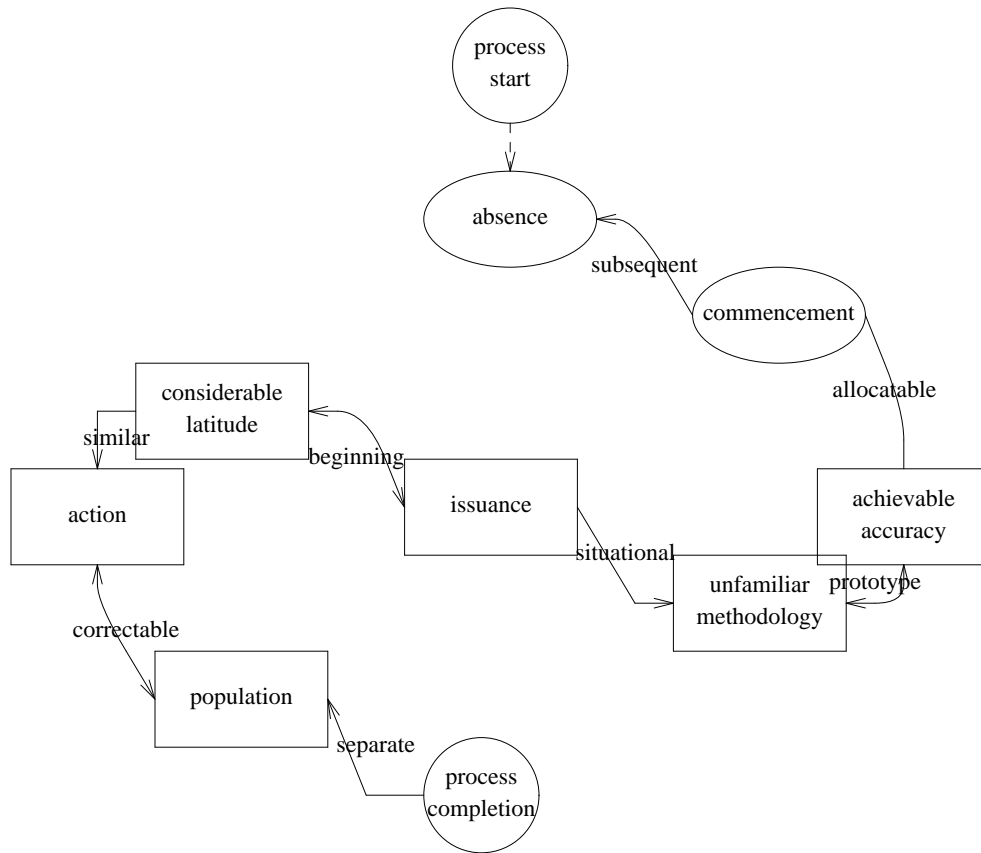 process
start
absence
subsequent
commencement
allocatable
considerable
latitude
similar
beginning
action
issuance
achievable
accuracy
situational
unfamiliar
methodology
prototype
correctable
population
separate
process
completion